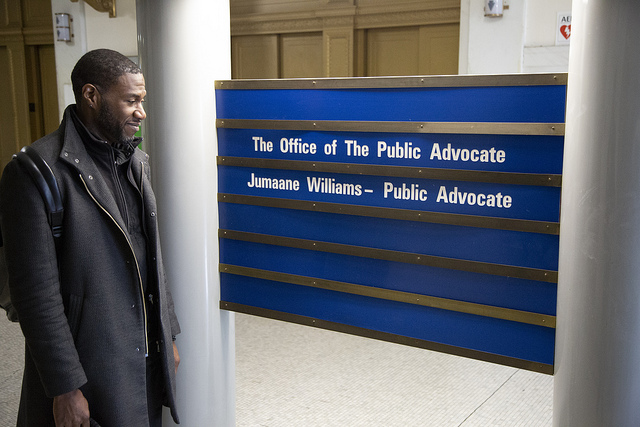 The Office of The Public Advocate
Jumaane Williams – Public Advocate